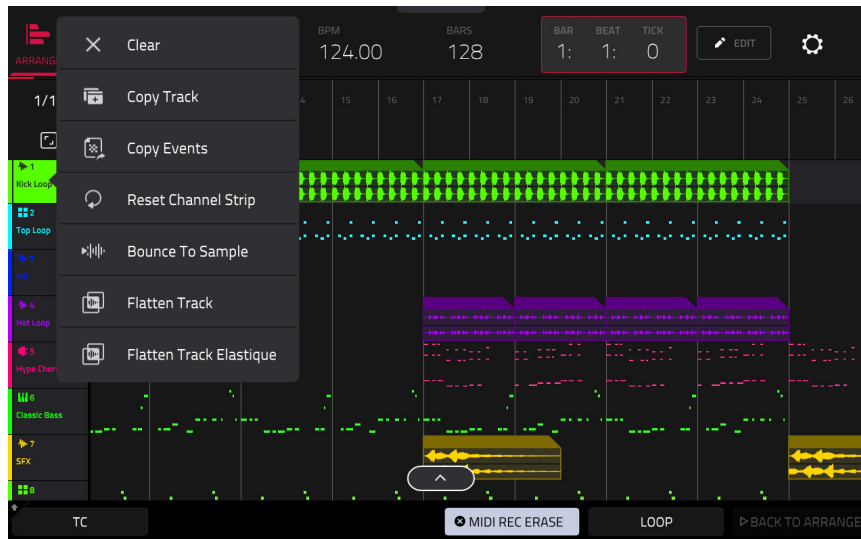 ARRANG
BPM
124.00
BARS
128
BAR BEAT TICK
1: 1: 0
EDIT
1/1
15 16 17 18 19 20 21 22 23 24 25 26
Clear
Copy Track
Copy Events
Reset Channel Strip
Bounce To Sample
Flatten Track
Flatten Track Elastique
1
Kick Loop
2
Top Loop
3
Fill
4
Hat Loop
5
Hype Chor
6
Classic Bass
7
SFX
8
TC
MIDI REC ERASE
LOOP
BACK TO ARRANGE